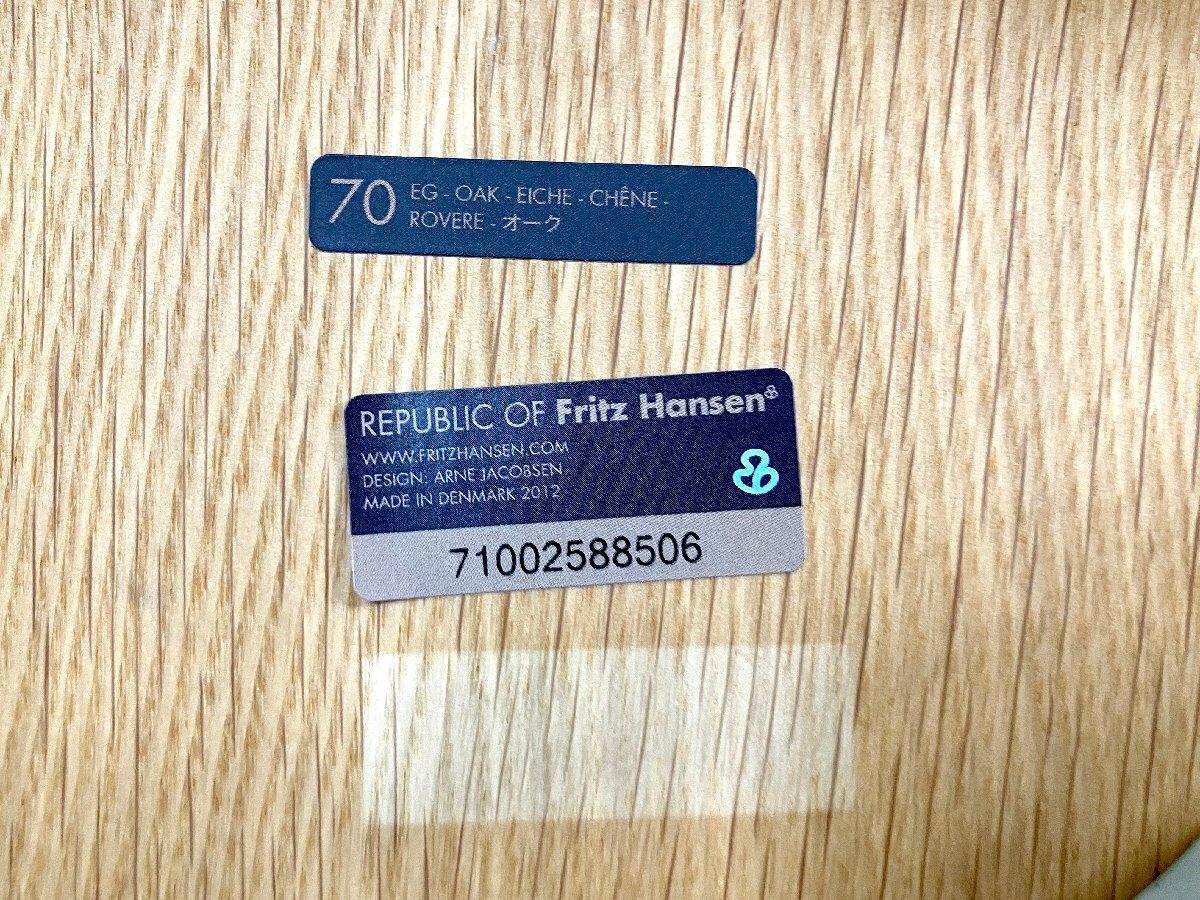 70 EG - OAK - EICHE - CHÊNE -
ROVERE - オーク
REPUBLIC OF Fritz Hansen®
WWW.FRITZHANSEN.COM
DESIGN: ARNE JACOBSEN
MADE IN DENMARK 2012
71002588506